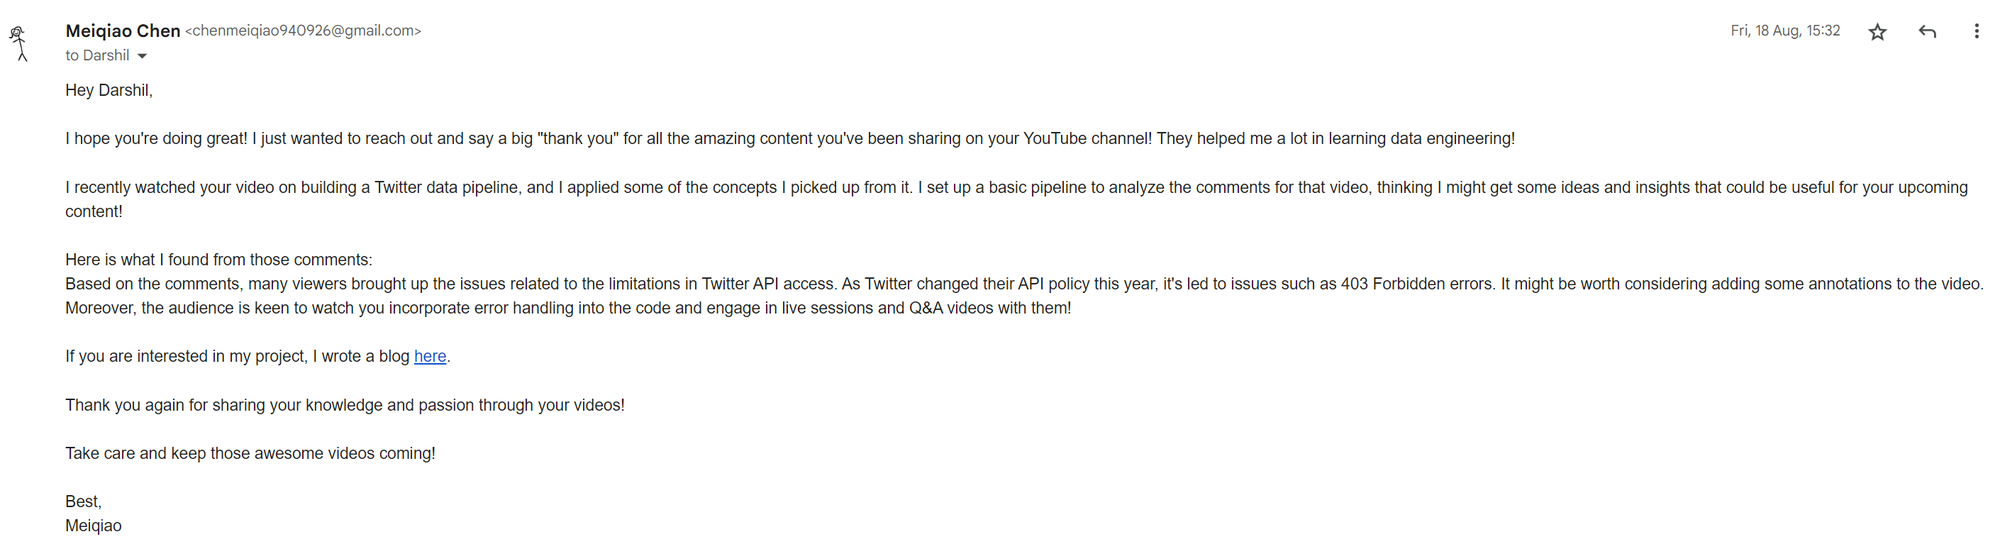 Meiqiao Chen <chenmeiqiao940926@gmail.com>
Fri, 18 Aug, 15:32
to Darshil
Hey Darshil,
I hope you're doing great! I just wanted to reach out and say a big "thank you" for all the amazing content you've been sharing on your YouTube channel! They helped me a lot in learning data engineering!
I recently watched your video on building a Twitter data pipeline, and I applied some of the concepts I picked up from it. I set up a basic pipeline to analyze the comments for that video, thinking I might get some ideas and insights that could be useful for your upcoming
content!
Here is what I found from those comments:
Based on the comments, many viewers brought up the issues related to the limitations in Twitter API access. As Twitter changed their API policy this year, it's led to issues such as 403 Forbidden errors. It might be worth considering adding some annotations to the video.
Moreover, the audience is keen to watch you incorporate error handling into the code and engage in live sessions and Q&A videos with them!
If you are interested in my project, I wrote a blog here.
Thank you again for sharing your knowledge and passion through your videos!
Take care and keep those awesome videos coming!
Best,
Meiqiao